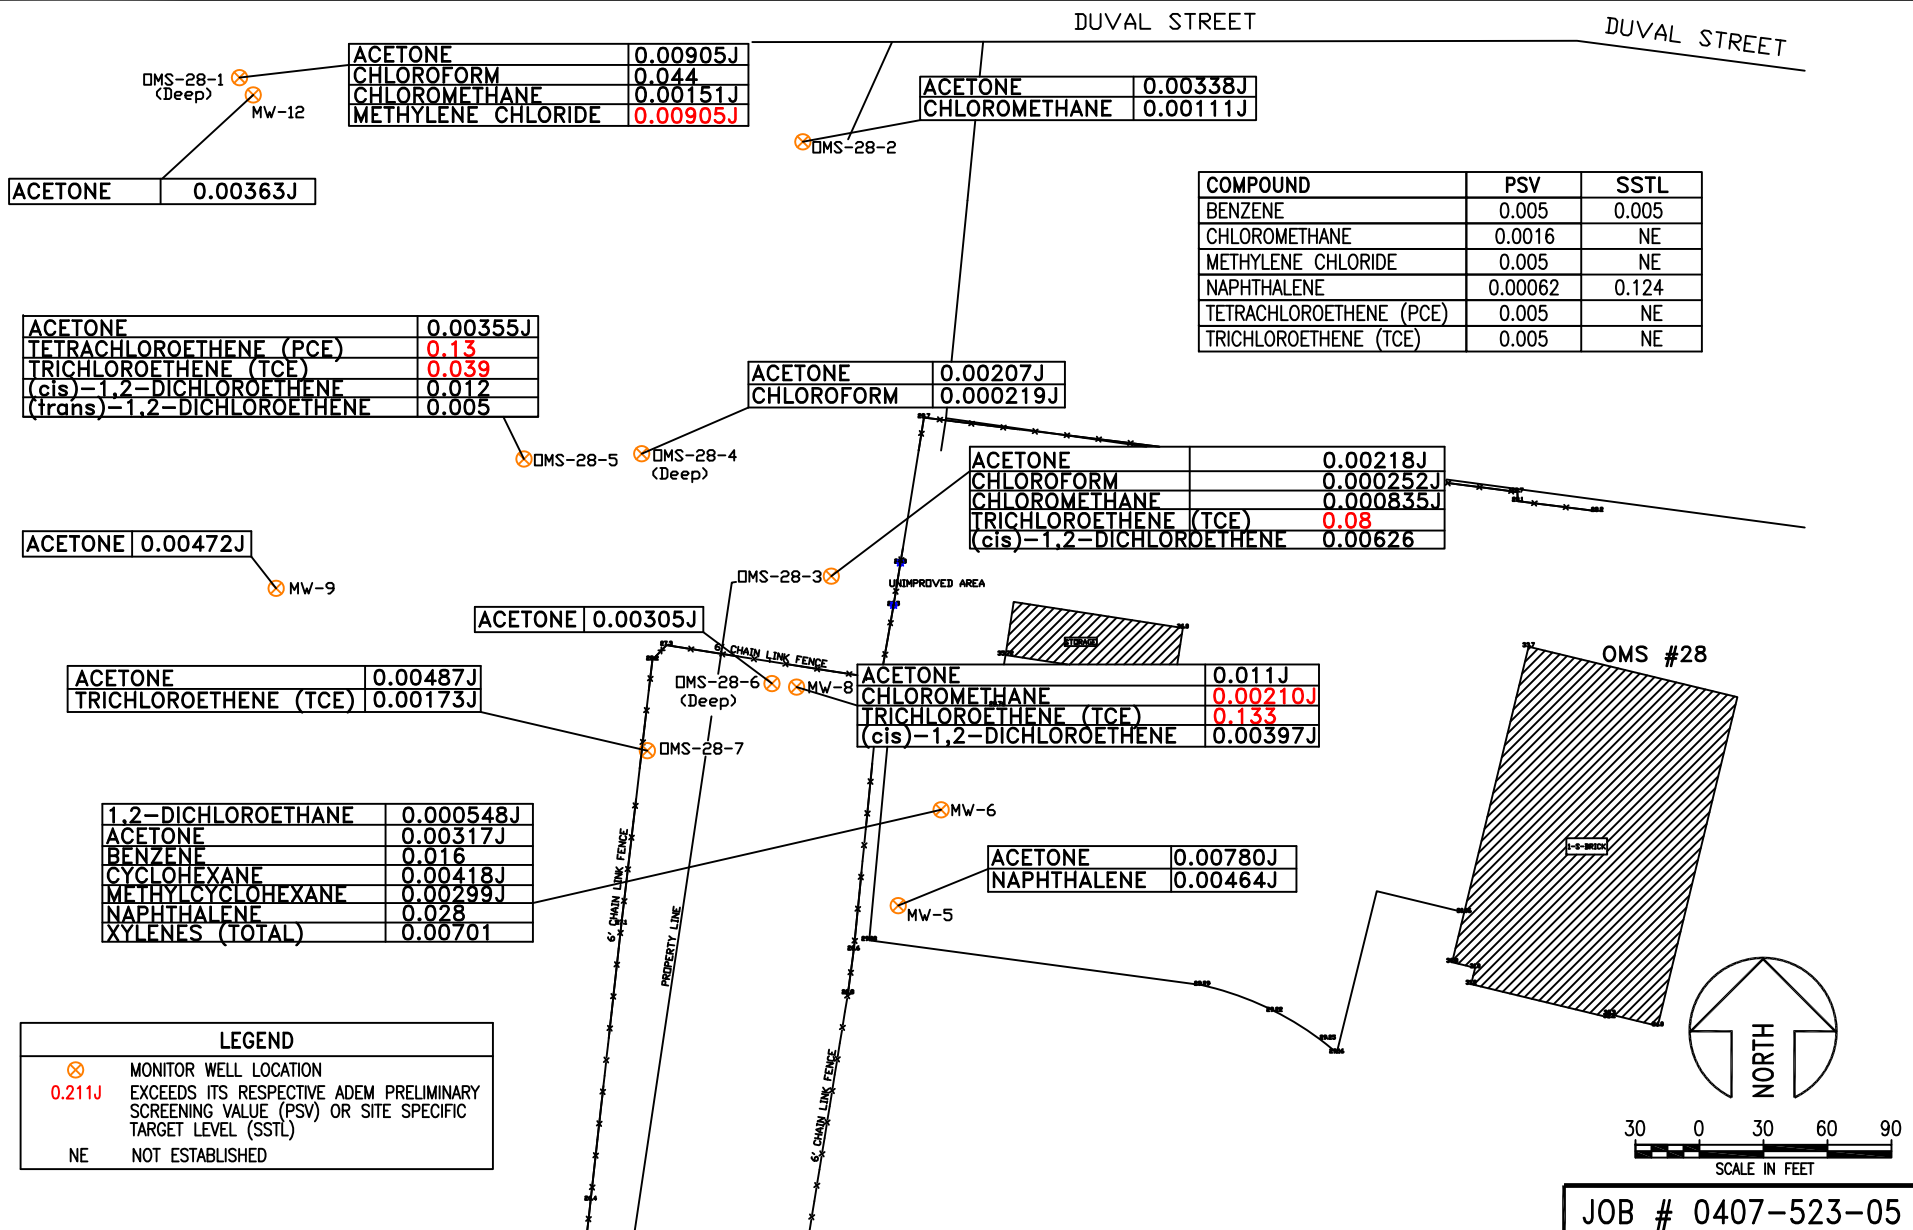 DUVAL STREET
DUVAL STREET
OMS-28-1
(Deep)
MW-12
ACETONE 0.00905J
CHLOROFORM 0.044
CHLOROMETHANE 0.00151J
METHYLENE CHLORIDE 0.00905J
ACETONE 0.00338J
CHLOROMETHANE 0.00111J
OMS-28-2
ACETONE 0.00363J
COMPOUND PSV SSTL
BENZENE 0.005 0.005
CHLOROMETHANE 0.0016 NE
METHYLENE CHLORIDE 0.005 NE
NAPHTHALENE 0.00062 0.124
TETRACHLOROETHENE (PCE) 0.005 NE
TRICHLOROETHENE (TCE) 0.005 NE
ACETONE 0.00355J
TETRACHLOROETHENE (PCE) 0.13
TRICHLOROETHENE (TCE) 0.039
(cis)-1,2-DICHLOROETHENE 0.012
(trans)-1,2-DICHLOROETHENE 0.005
OMS-28-5
ACETONE 0.00207J
CHLOROFORM 0.000219J
OMS-28-4
(Deep)
ACETONE 0.00218J
CHLOROFORM 0.000252J
CHLOROMETHANE 0.000835J
TRICHLOROETHENE (TCE) 0.08
(cis)-1,2-DICHLOROETHENE 0.00626
OMS-28-3
ACETONE 0.00472J
MW-9
UNIMPROVED AREA
ACETONE 0.00305J
6' CHAIN LINK FENCE
OMS-28-6
(Deep)
MW-8
STORAGE
OMS #28
ACETONE 0.011J
CHLOROMETHANE 0.00210J
TRICHLOROETHENE (TCE) 0.133
(cis)-1,2-DICHLOROETHENE 0.00397J
ACETONE 0.00487J
TRICHLOROETHENE (TCE) 0.00173J
OMS-28-7
1,2-DICHLOROETHANE 0.000548J
ACETONE 0.00317J
BENZENE 0.016
CYCLOHEXANE 0.00418J
METHYLCYCLOHEXANE 0.00299J
NAPHTHALENE 0.028
XYLENES (TOTAL) 0.00701
MW-6
ACETONE 0.00780J
NAPHTHALENE 0.00464J
MW-5
1-S-BRICK
6' CHAIN LINK FENCE
PROPERTY LINE
6' CHAIN LINK FENCE
LEGEND
MONITOR WELL LOCATION
0.211J EXCEEDS ITS RESPECTIVE ADEM PRELIMINARY
SCREENING VALUE (PSV) OR SITE SPECIFIC
TARGET LEVEL (SSTL)
NE NOT ESTABLISHED
NORTH
30 0 30 60 90
SCALE IN FEET
JOB # 0407-523-05